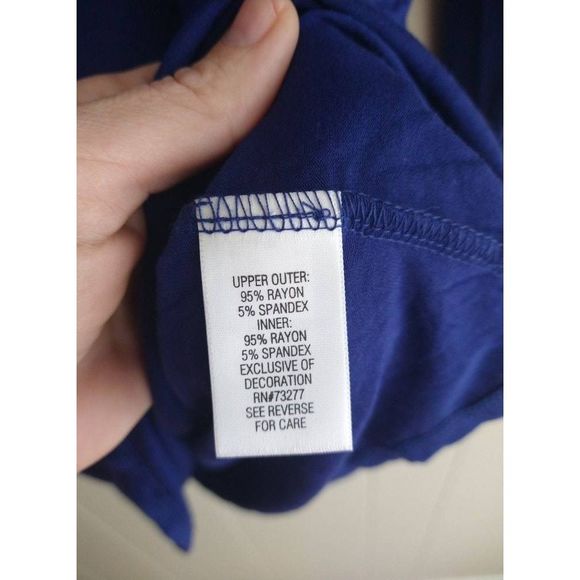 UPPER OUTER:
95% RAYON
5% SPANDEX
INNER:
95% RAYON
5% SPANDEX
EXCLUSIVE OF
DECORATION
RN#73277
SEE REVERSE
FOR CARE